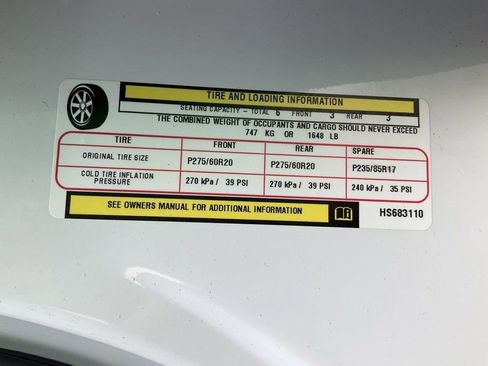 TIRE AND LOADING INFORMATION
SEATING CAPACITY - TOTAL 6 FRONT 3 REAR 3
THE COMBINED WEIGHT OF OCCUPANTS AND CARGO SHOULD NEVER EXCEED
747 KG OR 1648 LB
TIRE FRONT REAR SPARE
ORIGINAL TIRE SIZE P275/60R20 P275/60R20 P235/85R17
COLD TIRE INFLATION PRESSURE 270 kPa / 39 PSI 270 kPa / 39 PSI 240 kPa / 35 PSI
SEE OWNERS MANUAL FOR ADDITIONAL INFORMATION
HS683110